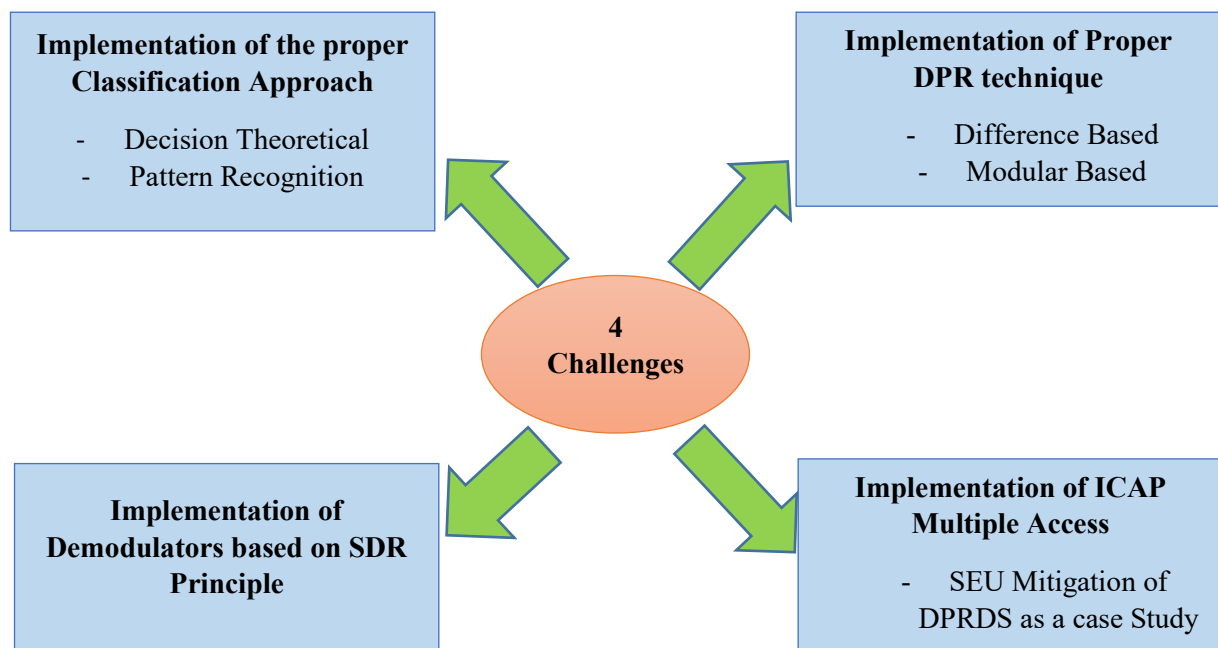 Implementation of the proper
Classification Approach
- Decision Theoretical
- Pattern Recognition
Implementation of Proper
DPR technique
- Difference Based
- Modular Based
4
Challenges
Implementation of
Demodulators based on SDR
Principle
Implementation of ICAP
Multiple Access
- SEU Mitigation of
DPRDS as a case Study